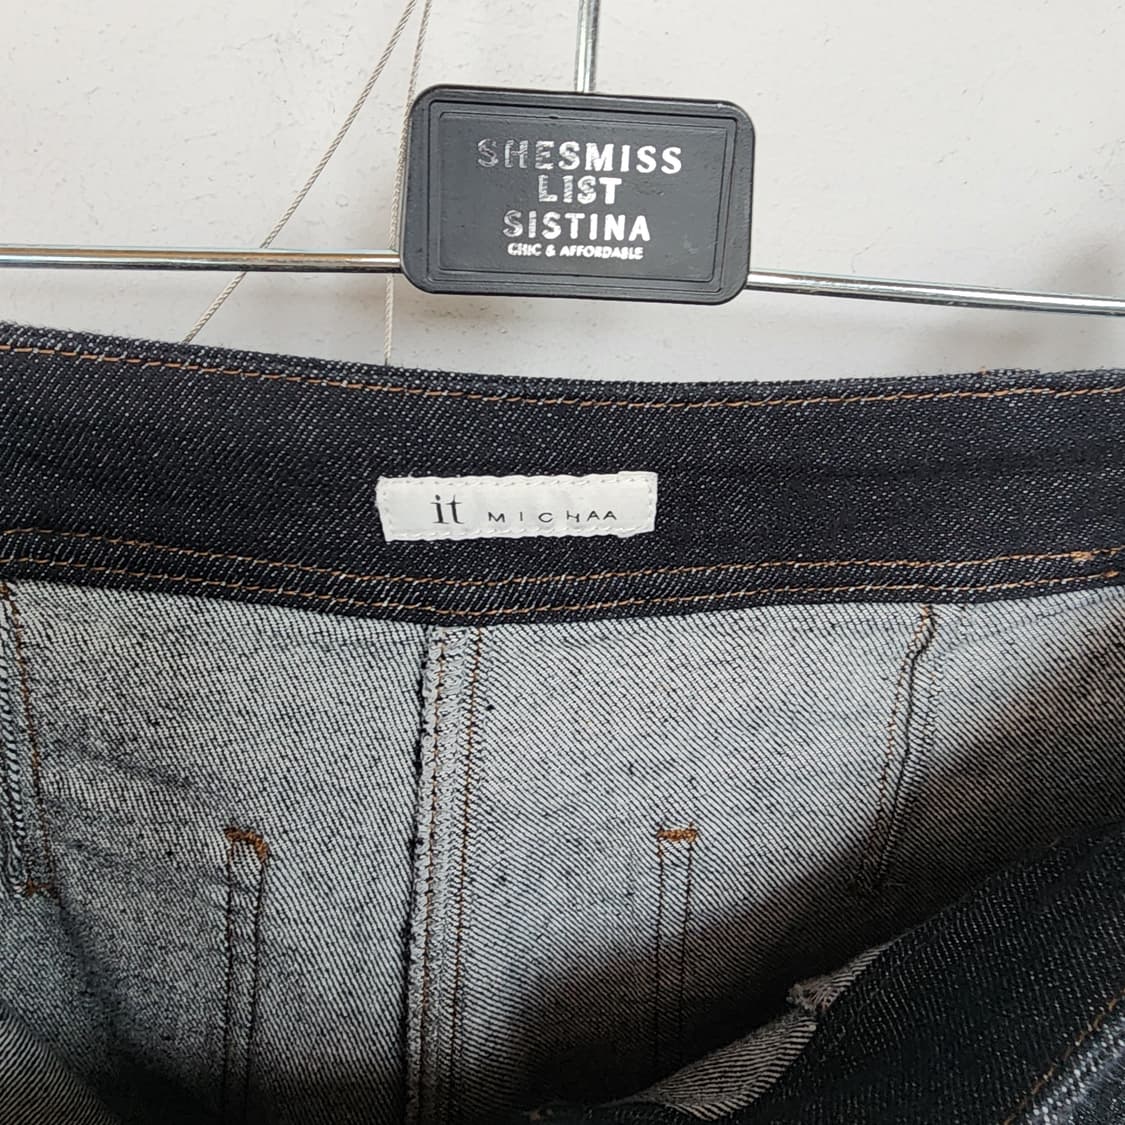 SHESMISS
LIST
SISTINA
CHIC & AFFORDABLE
it MICHAA